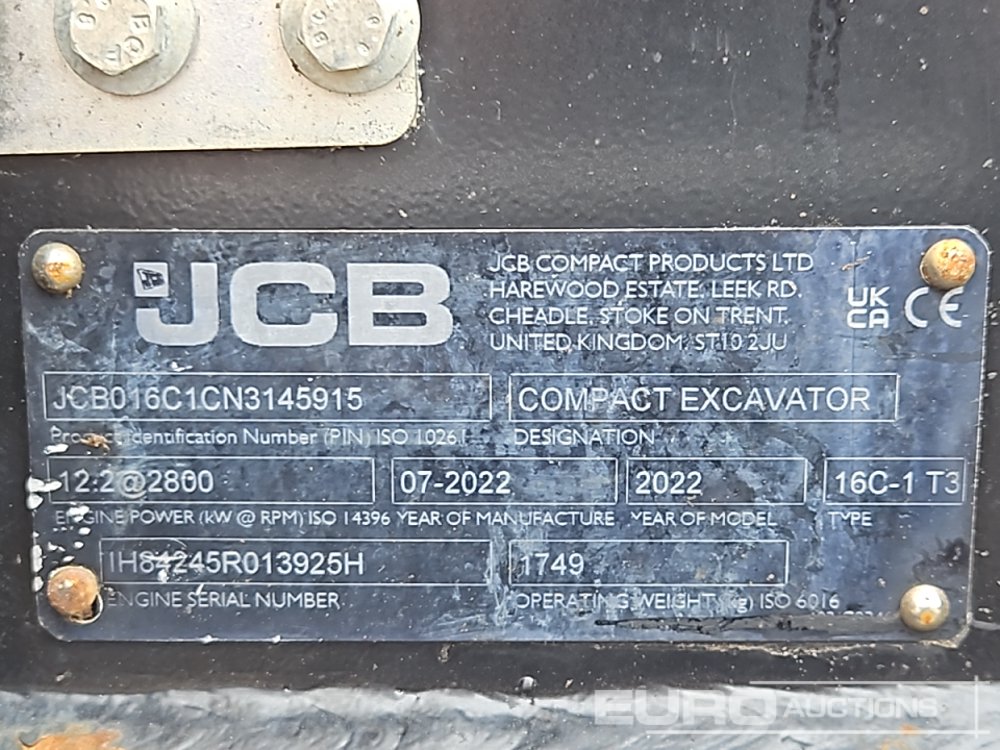 JCB
JCB COMPACT PRODUCTS LTD
HAREWOOD ESTATE, LEEK RD,
CHEADLE, STOKE ON TRENT,
UNITED KINGDOM, ST10 2JU
UK
CA
CE
JCB016C1CN3145915
COMPACT EXCAVATOR
Product Identification Number (PIN) ISO 10261
DESIGNATION
12.2@2800
07-2022
2022
16C-1 T3
ENGINE POWER (kW @ RPM) ISO 14396
YEAR OF MANUFACTURE
YEAR OF MODEL
TYPE
1H84245R013925H
1749
ENGINE SERIAL NUMBER
OPERATING WEIGHT (kg) ISO 6016
EURO AUCTIONS